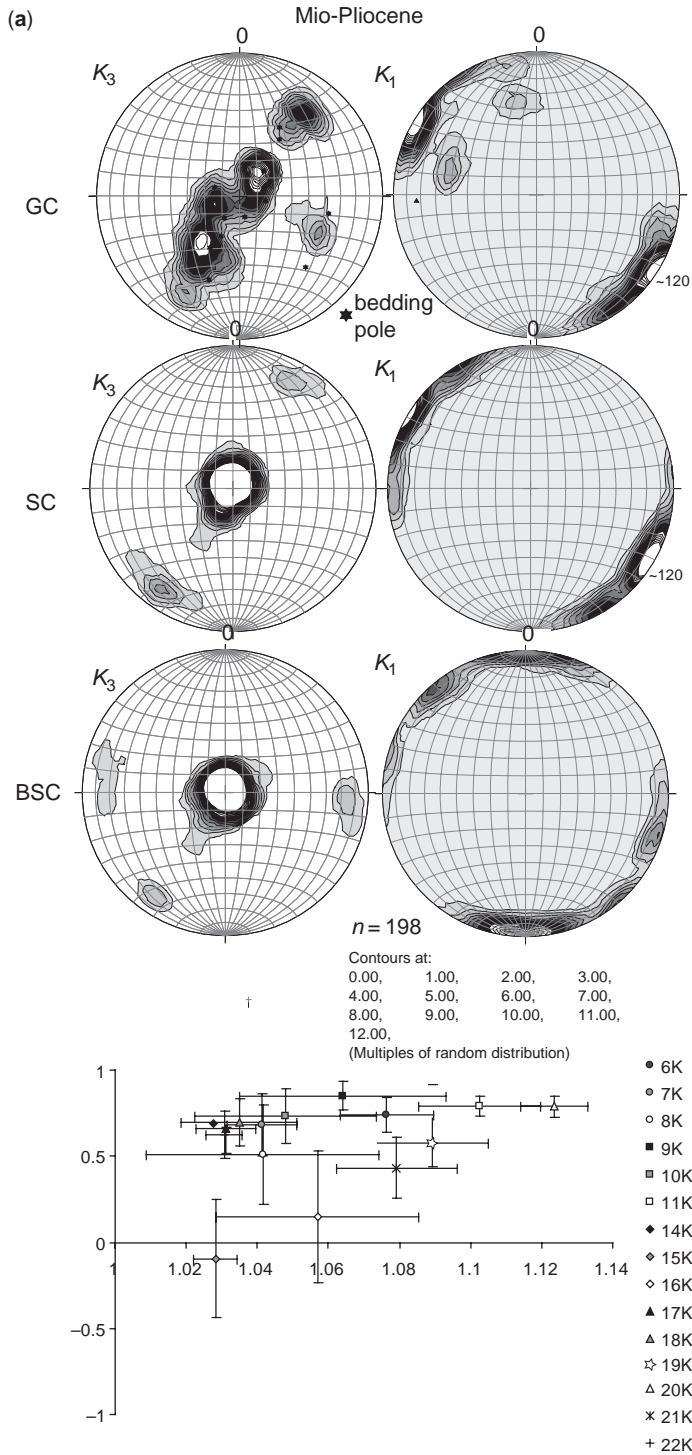 (a)
Mio-Pliocene
0
0
K3
K1
GC
~120
bedding
pole
0
0
K3
K1
SC
~120
0
0
K3
K1
BSC
n = 198
Contours at:
0.00, 1.00, 2.00, 3.00,
4.00, 5.00, 6.00, 7.00,
8.00, 9.00, 10.00, 11.00,
12.00,
(Multiples of random distribution)
†
1
0.5
0
−0.5
−1
1 1.02 1.04 1.06 1.08 1.1 1.12 1.14
6K
7K
8K
9K
10K
11K
14K
15K
16K
17K
18K
19K
20K
21K
22K